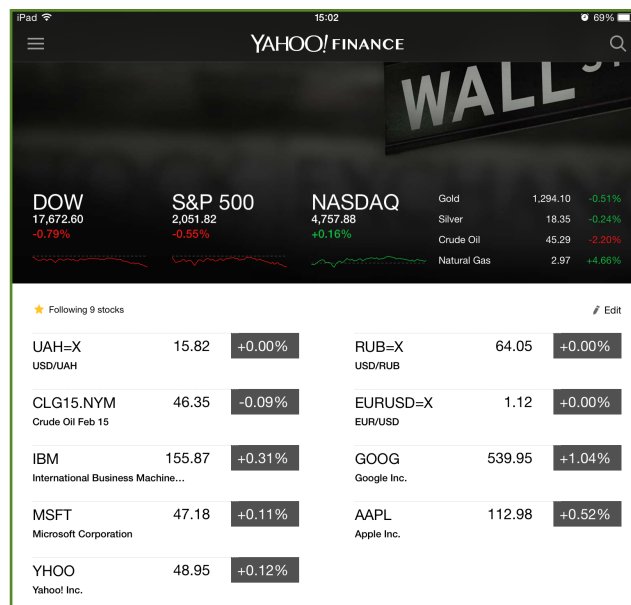 iPad 15:02 69%
YAHOO! FINANCE
WALL ST
DOW
17,672.60
-0.79%
S&P 500
2,051.82
-0.55%
NASDAQ
4,757.88
+0.16%
Gold 1,294.10 -0.51%
Silver 18.35 -0.24%
Crude Oil 45.29 -2.20%
Natural Gas 2.97 +4.66%
Following 9 stocks
Edit
UAH=X 15.82 +0.00%
USD/UAH
RUB=X 64.05 +0.00%
USD/RUB
CLG15.NYM 46.35 -0.09%
Crude Oil Feb 15
EURUSD=X 1.12 +0.00%
EUR/USD
IBM 155.87 +0.31%
International Business Machine...
GOOG 539.95 +1.04%
Google Inc.
MSFT 47.18 +0.11%
Microsoft Corporation
AAPL 112.98 +0.52%
Apple Inc.
YHOO 48.95 +0.12%
Yahoo! Inc.